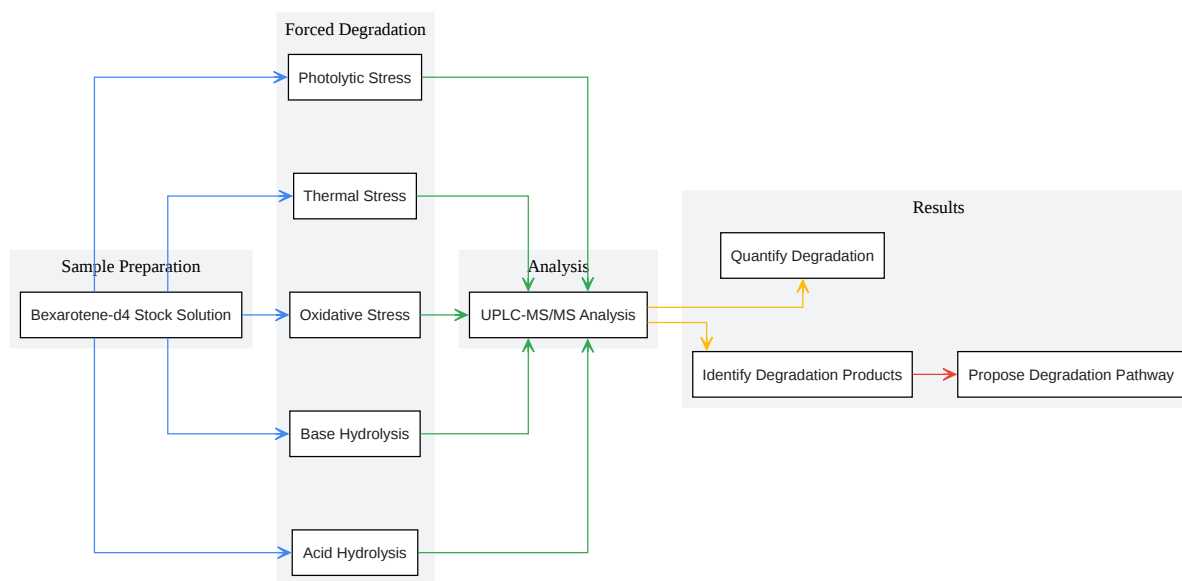 Forced Degradation
Photolytic Stress
Thermal Stress
Sample Preparation
Bexarotene-d4 Stock Solution
Oxidative Stress
Base Hydrolysis
Acid Hydrolysis
Analysis
UPLC-MS/MS Analysis
Results
Quantify Degradation
Identify Degradation Products
Propose Degradation Pathway